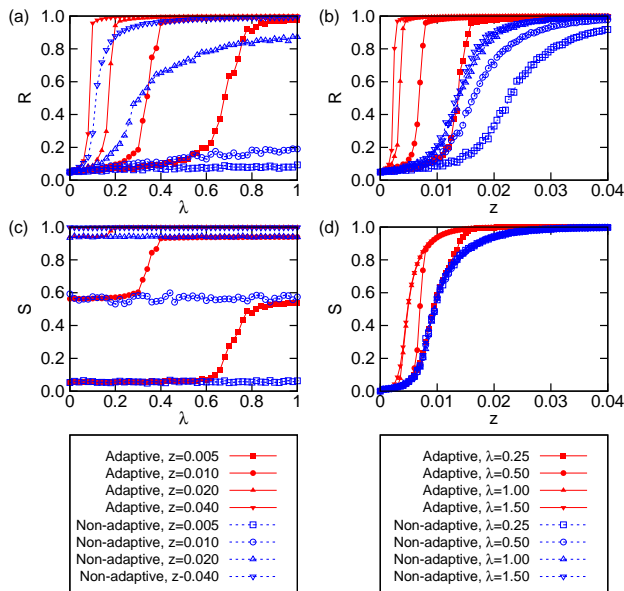 (a)
1.0
0.8
0.6
0.4
0.2
0.0
R
0 0.2 0.4 0.6 0.8 1
λ
(b)
1.0
0.8
0.6
0.4
0.2
0.0
R
0 0.01 0.02 0.03 0.04
z
(c)
1.0
0.8
0.6
0.4
0.2
0.0
S
0 0.2 0.4 0.6 0.8 1
λ
(d)
1.0
0.8
0.6
0.4
0.2
0.0
S
0 0.01 0.02 0.03 0.04
z
Adaptive, z=0.005
Adaptive, z=0.010
Adaptive, z=0.020
Adaptive, z=0.040
Non-adaptive, z=0.005
Non-adaptive, z=0.010
Non-adaptive, z=0.020
Non-adaptive, z-0.040
Adaptive, λ=0.25
Adaptive, λ=0.50
Adaptive, λ=1.00
Adaptive, λ=1.50
Non-adaptive, λ=0.25
Non-adaptive, λ=0.50
Non-adaptive, λ=1.00
Non-adaptive, λ=1.50